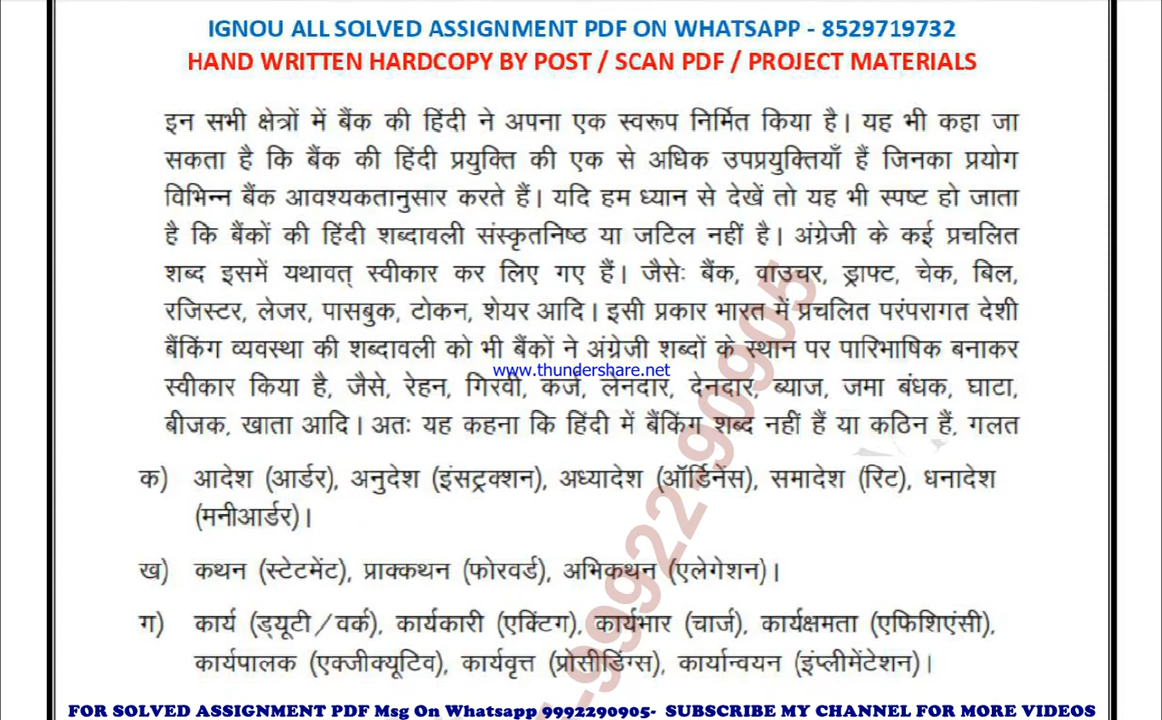 IGNOU ALL SOLVED ASSIGNMENT PDF ON WHATSAPP - 8529719732
HAND WRITTEN HARDCOPY BY POST / SCAN PDF / PROJECT MATERIALS
इन सभी क्षेत्रों में बैंक की हिंदी ने अपना एक स्वरूप निर्मित किया है। यह भी कहा जा
सकता है कि बैंक की हिंदी प्रयुक्ति की एक से अधिक उपप्रयुक्तियाँ हैं जिनका प्रयोग
विभिन्न बैंक आवश्यकतानुसार करते हैं। यदि हम ध्यान से देखें तो यह भी स्पष्ट हो जाता
है कि बैंकों की हिंदी शब्दावली संस्कृतनिष्ठ या जटिल नहीं है। अंग्रेजी के कई प्रचलित
शब्द इसमें यथावत् स्वीकार कर लिए गए हैं। जैसेः बैंक, वाउचर, ड्राफ्ट, चेक, बिल,
रजिस्टर, लेजर, पासबुक, टोकन, शेयर आदि। इसी प्रकार भारत में प्रचलित परंपरागत देशी
बैंकिंग व्यवस्था की शब्दावली को भी बैंकों ने अंग्रेजी शब्दों के स्थान पर पारिभाषिक बनाकर
www.thundershare.net
स्वीकार किया है, जैसे, रेहन, गिरवी, कर्ज, लेनदार, देनदार, ब्याज, जमा बंधक, घाटा,
बीजक, खाता आदि। अतः यह कहना कि हिंदी में बैंकिंग शब्द नहीं हैं या कठिन हैं, गलत
क) आदेश (आर्डर), अनुदेश (इंसट्रक्शन), अध्यादेश (ऑर्डिनेंस), समादेश (रिट), धनादेश
(मनीआर्डर)।
ख) कथन (स्टेटमेंट), प्राक्कथन (फोरवर्ड), अभिकथन (एलेगेशन)।
ग) कार्य (ड्यूटी/वर्क), कार्यकारी (एक्टिंग), कार्यभार (चार्ज), कार्यक्षमता (एफिशिएंसी),
कार्यपालक (एक्जीक्यूटिव), कार्यवृत्त (प्रोसीडिंग्स), कार्यान्वयन (इंप्लीमेंटेशन)।
-99922-90905
FOR SOLVED ASSIGNMENT PDF Msg On Whatsapp 9992290905- SUBSCRIBE MY CHANNEL FOR MORE VIDEOS